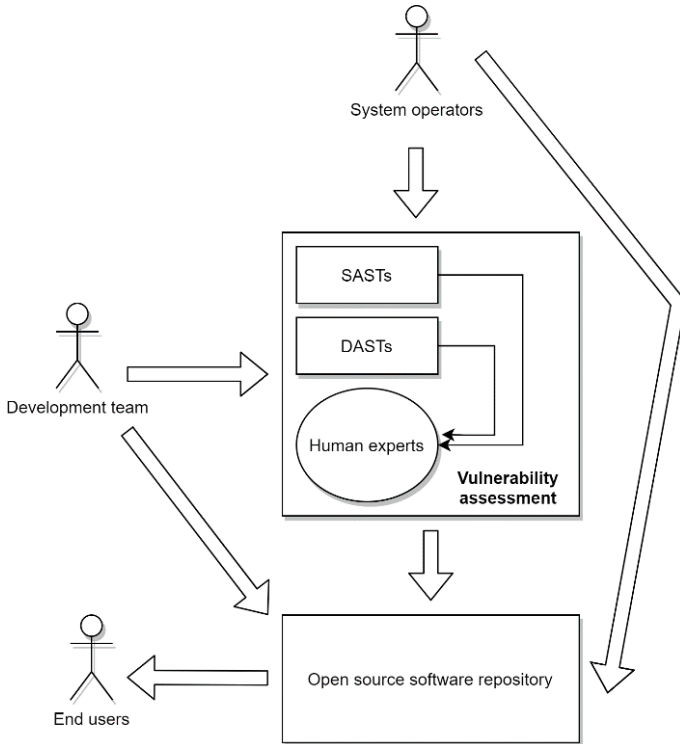 System operators
SASTs
DASTs
Development team
Human experts
Vulnerability
assessment
Open source software repository
End users